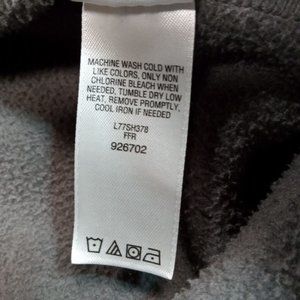 MACHINE WASH COLD WITH
LIKE COLORS, ONLY NON
CHLORINE BLEACH WHEN
NEEDED, TUMBLE DRY LOW
HEAT, REMOVE PROMPTLY,
COOL IRON IF NEEDED
L77SH378
FFR
926702